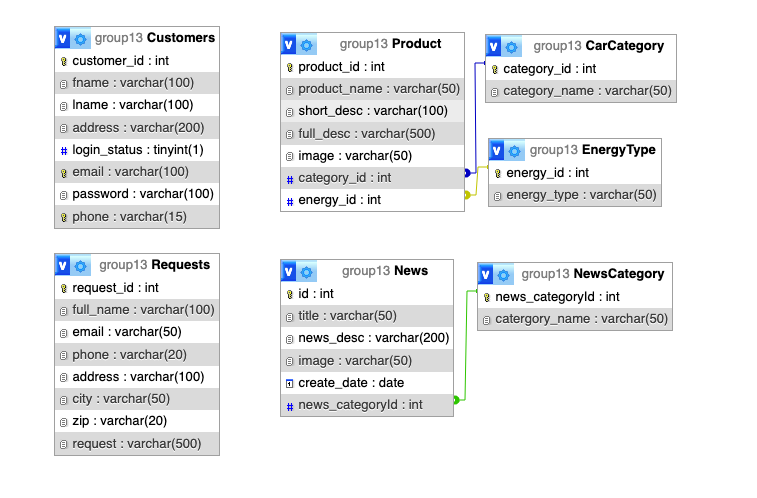 group13 Customers
customer_id : int
fname : varchar(100)
lname : varchar(100)
address : varchar(200)
login_status : tinyint(1)
email : varchar(100)
password : varchar(100)
phone : varchar(15)
group13 Product
product_id : int
product_name : varchar(50)
short_desc : varchar(100)
full_desc : varchar(500)
image : varchar(50)
category_id : int
energy_id : int
group13 CarCategory
category_id : int
category_name : varchar(50)
group13 EnergyType
energy_id : int
energy_type : varchar(50)
group13 Requests
request_id : int
full_name : varchar(100)
email : varchar(50)
phone : varchar(20)
address : varchar(100)
city : varchar(50)
zip : varchar(20)
request : varchar(500)
group13 News
id : int
title : varchar(50)
news_desc : varchar(200)
image : varchar(50)
create_date : date
news_categoryId : int
group13 NewsCategory
news_categoryId : int
catergory_name : varchar(50)